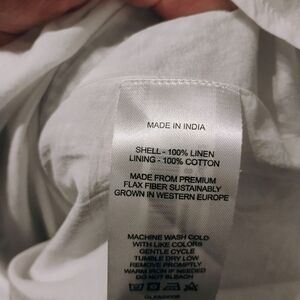 MADE IN INDIA
SHELL - 100% LINEN
LINING - 100% COTTON
MADE FROM PREMIUM
FLAX FIBER SUSTAINABLY
GROWN IN WESTERN EUROPE
MACHINE WASH COLD
WITH LIKE COLORS
GENTLE CYCLE
TUMBLE DRY LOW
REMOVE PROMPTLY
WARM IRON IF NEEDED
DO NOT BLEACH